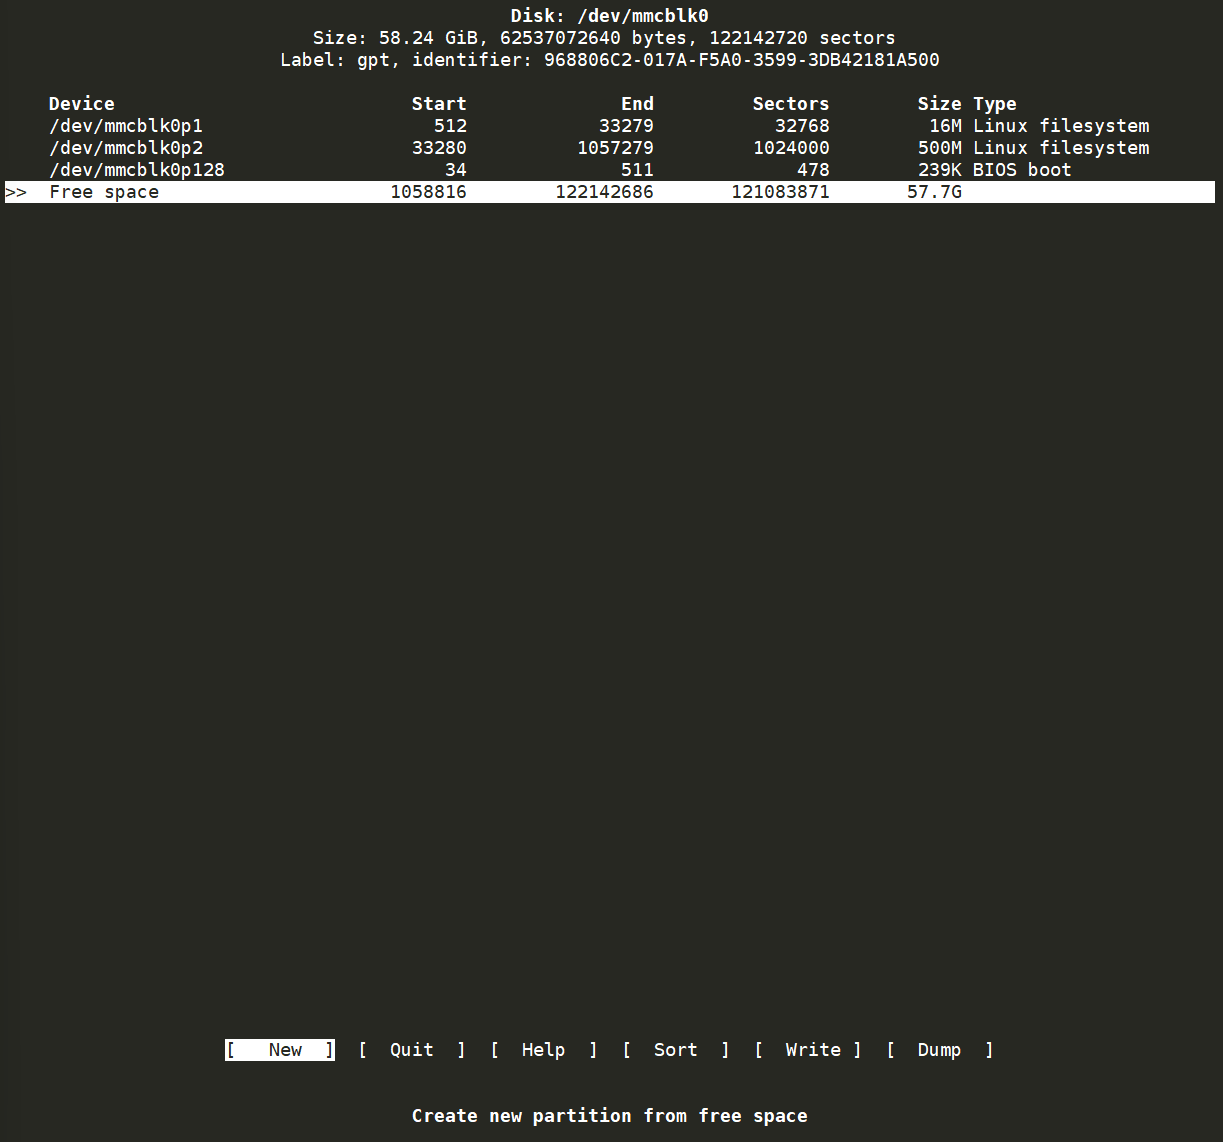 Disk: /dev/mmcblk0
Size: 58.24 GiB, 62537072640 bytes, 122142720 sectors
Label: gpt, identifier: 968806C2-017A-F5A0-3599-3DB42181A500
Device Start End Sectors Size Type
/dev/mmcblk0p1 512 33279 32768 16M Linux filesystem
/dev/mmcblk0p2 33280 1057279 1024000 500M Linux filesystem
/dev/mmcblk0p128 34 511 478 239K BIOS boot
>> Free space 1058816 122142686 121083871 57.7G
[ New ] [ Quit ] [ Help ] [ Sort ] [ Write ] [ Dump ]
Create new partition from free space